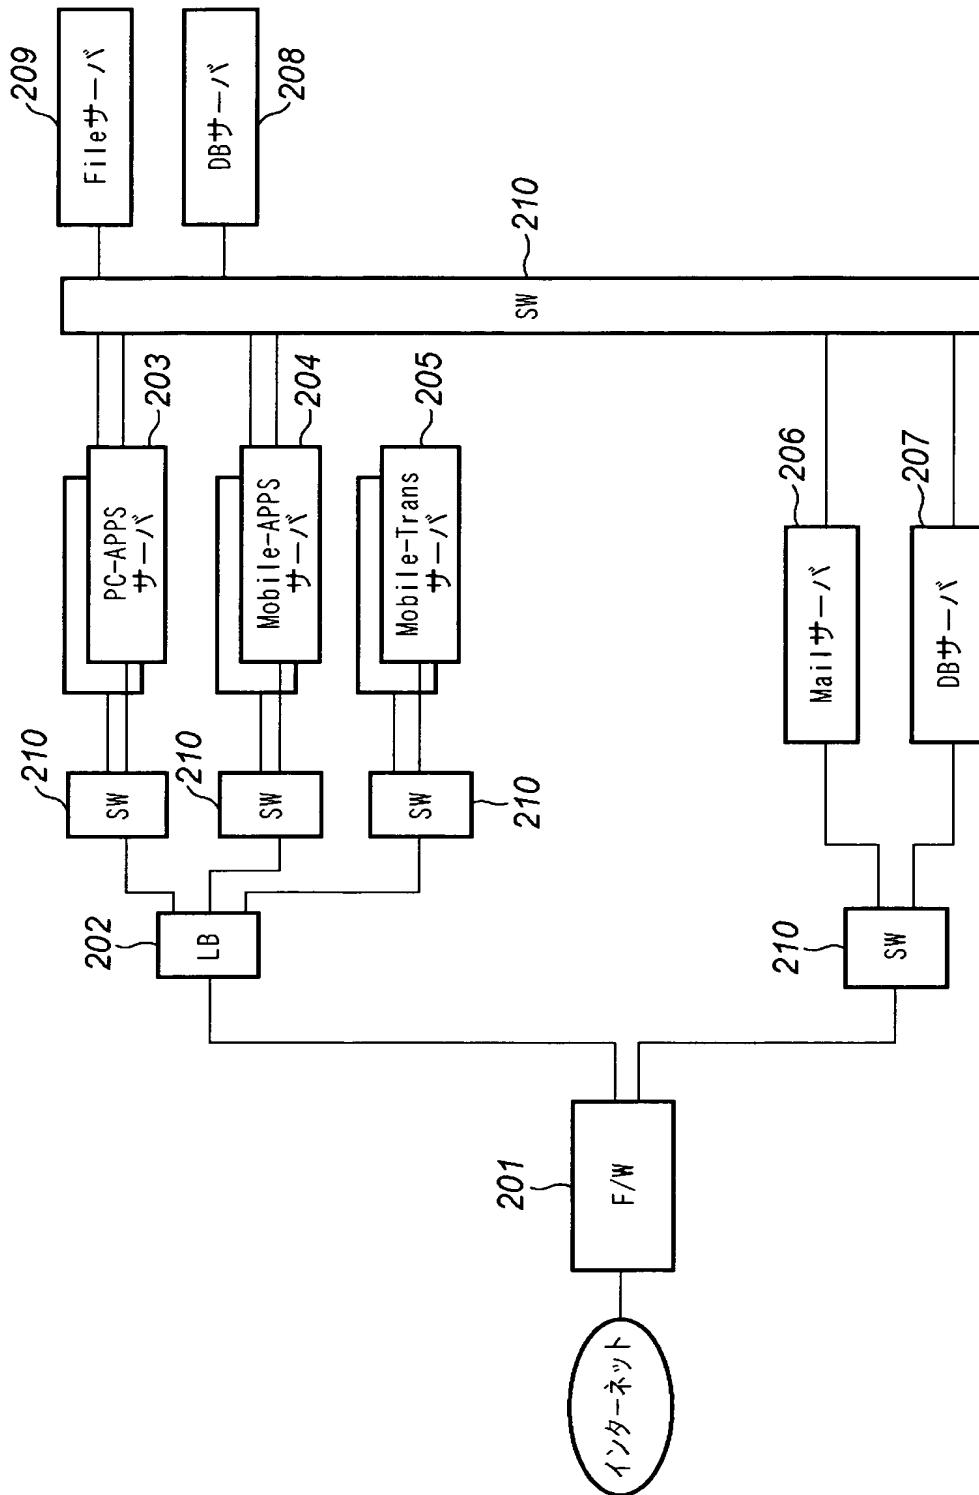 インターネット
201
F/W
202
LB
210
SW
210
SW
210
SW
203
PC-APPS
サーバ
204
Mobile-APPS
サーバ
205
Mobile-Trans
サーバ
210
SW
206
Mailサーバ
207
DBサーバ
210
SW
209
Fileサーバ
208
DBサーバ